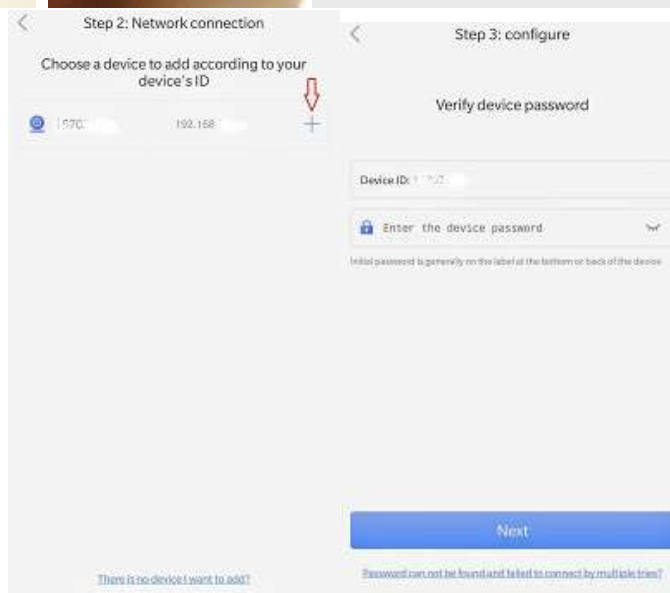 Step 2: Network connection
Choose a device to add according to your
device's ID
192.168
There is no device I want to add?
Step 3: configure
Verify device password
Device ID:
Enter the device password
Initial password is generally on the label at the bottom or back of the device
Next
Password can not be found and failed to connect by multiple tries?